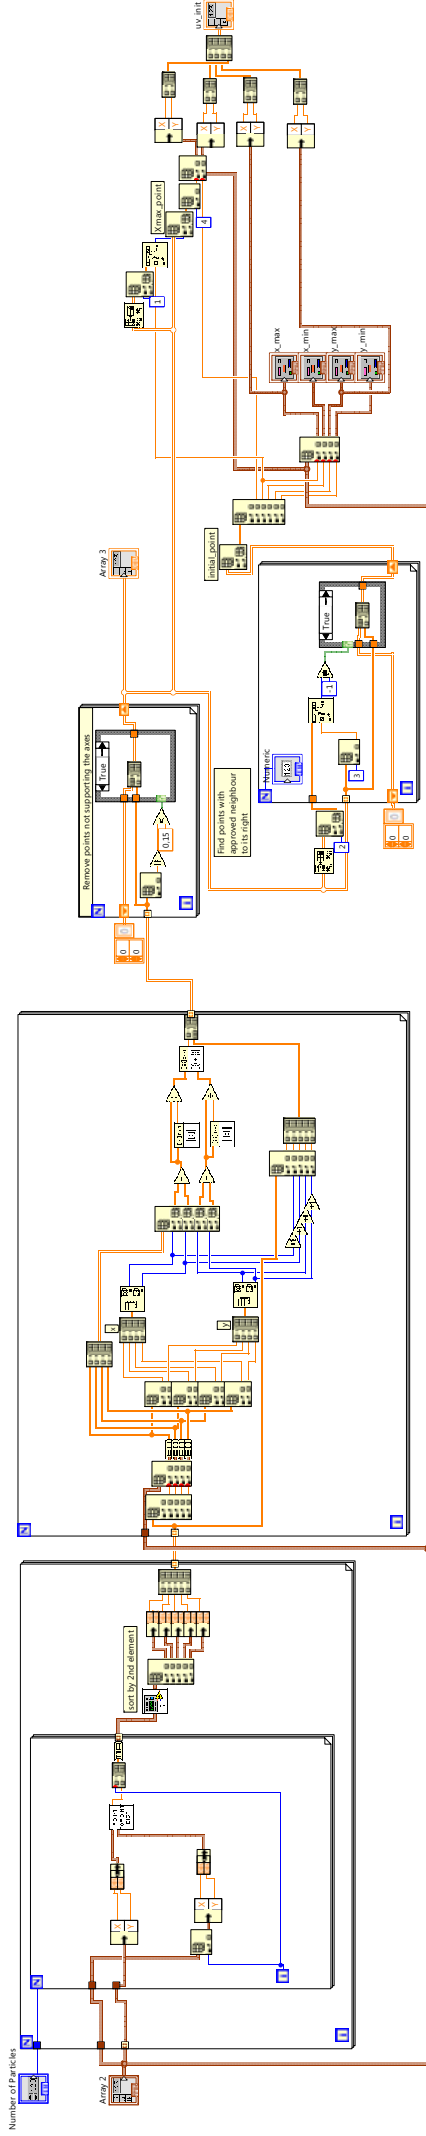 Number of Particles
Array 2
N
N
N
i
i
i
X
Y
X
Y
sort by 2nd element
N
i
x
y
Remove points not supporting the axes
N
i
True
0,15
0
0
0
Array 3
Find points with
approved neighbour
to its right
Numeric
N
i
True
-1
3
2
0
0
0
initial_point
x_max
x_min
y_max
y_min
Xmax_point
1
4
X
Y
X
Y
X
Y
X
Y
uv_init